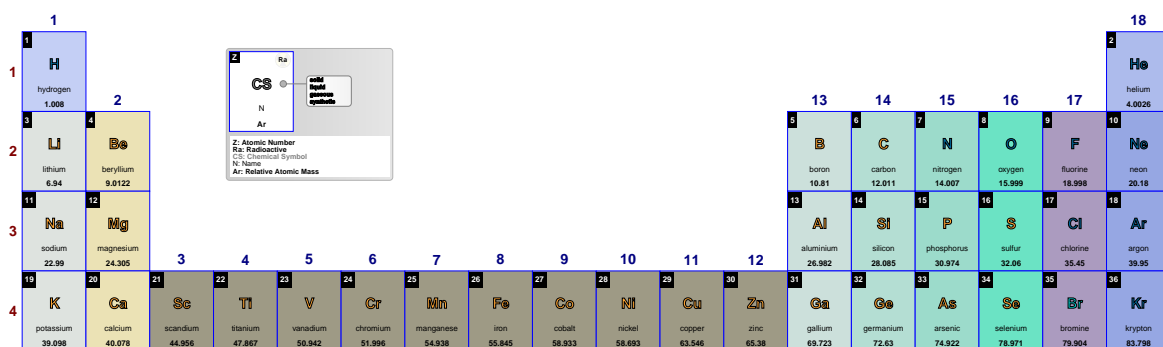 1 18
1 2
1 H He
hydrogen helium
1.008 2 13 14 15 16 17 4.0026
3 4 5 6 7 8 9 10
2 Li Be B C N O F Ne
lithium beryllium boron carbon nitrogen oxygen fluorine neon
6.94 9.0122 10.81 12.011 14.007 15.999 18.998 20.18
11 12 13 14 15 16 17 18
3 Na Mg Al Si P S Cl Ar
sodium magnesium aluminium silicon phosphorus sulfur chlorine argon
22.99 24.305 3 4 5 6 7 8 9 10 11 12 26.982 28.085 30.974 32.06 35.45 39.95
19 20 21 22 23 24 25 26 27 28 29 30 31 32 33 34 35 36
4 K Ca Sc Ti V Cr Mn Fe Co Ni Cu Zn Ga Ge As Se Br Kr
potassium calcium scandium titanium vanadium chromium manganese iron cobalt nickel copper zinc gallium germanium arsenic selenium bromine krypton
39.098 40.078 44.956 47.867 50.942 51.996 54.938 55.845 58.933 58.693 63.546 65.38 69.723 72.63 74.922 78.971 79.904 83.798
Z Ra
CS
solid
liquid
gaseous
synthetic
N
Ar
Z: Atomic Number
Ra: Radioactive
CS: Chemical Symbol
N: Name
Ar: Relative Atomic Mass